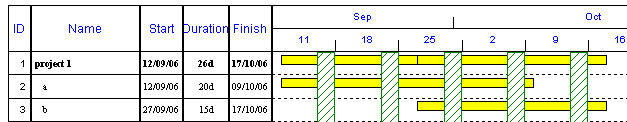 Sep Oct
ID Name Start Duration Finish
11 18 25 2 9 16
1 project 1 12/09/06 26d 17/10/06
2 a 12/09/06 20d 09/10/06
3 b 27/09/06 15d 17/10/06